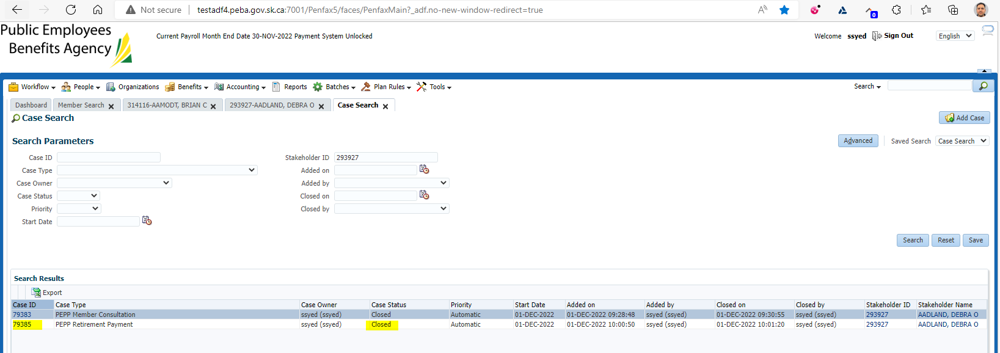 Not secure testadf4.peba.gov.sk.ca:7001/Penfax5/faces/PenfaxMain?_adf.no-new-window-redirect=true
0
Public Employees
Benefits Agency
Current Payroll Month End Date 30-NOV-2022 Payment System Unlocked
Welcome ssyed Sign Out English
Workflow People Organizations Benefits Accounting Reports Batches Plan Rules Tools Search
Dashboard Member Search 314116-AAMODT, BRIAN C 293927-AADLAND, DEBRA O Case Search
Case Search Add Case
Search Parameters Advanced Saved Search Case Search
Case ID Stakeholder ID 293927
Case Type Added on
Case Owner Added by
Case Status Closed on
Priority Closed by
Start Date
Search Reset Save
Search Results
Export
Case ID Case Type Case Owner Case Status Priority Start Date Added on Added by Closed on Closed by Stakeholder ID Stakeholder Name
79383 PEPP Member Consultation ssyed (ssyed) Closed Automatic 01-DEC-2022 01-DEC-2022 09:28:48 ssyed (ssyed) 01-DEC-2022 09:30:55 ssyed (ssyed) 293927 AADLAND, DEBRA O
79385 PEPP Retirement Payment ssyed (ssyed) Closed Automatic 01-DEC-2022 01-DEC-2022 10:00:50 ssyed (ssyed) 01-DEC-2022 10:01:20 ssyed (ssyed) 293927 AADLAND, DEBRA O